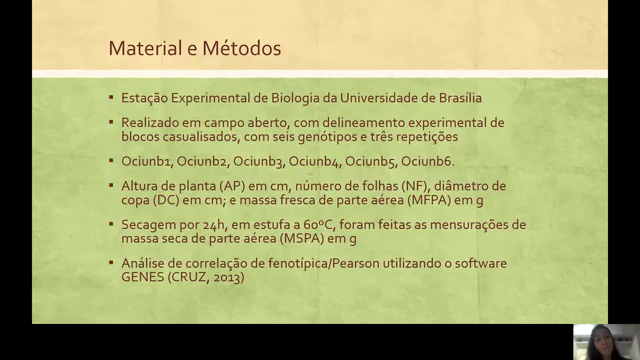 Material e Métodos
Estação Experimental de Biologia da Universidade de Brasília
Realizado em campo aberto, com delineamento experimental de
blocos casualisados, com seis genótipos e três repetições
Ociunb1, Ociunb2, Ociunb3, Ociunb4, Ociunb5, Ociunb6.
Altura de planta (AP) em cm, número de folhas (NF), diâmetro de
copa (DC) em cm; e massa fresca de parte aérea (MFPA) em g
Secagem por 24h, em estufa a 60ºC, foram feitas as mensurações de
massa seca de parte aérea (MSPA) em g
Análise de correlação de fenotípica/Pearson utilizando o software
GENES (CRUZ, 2013)